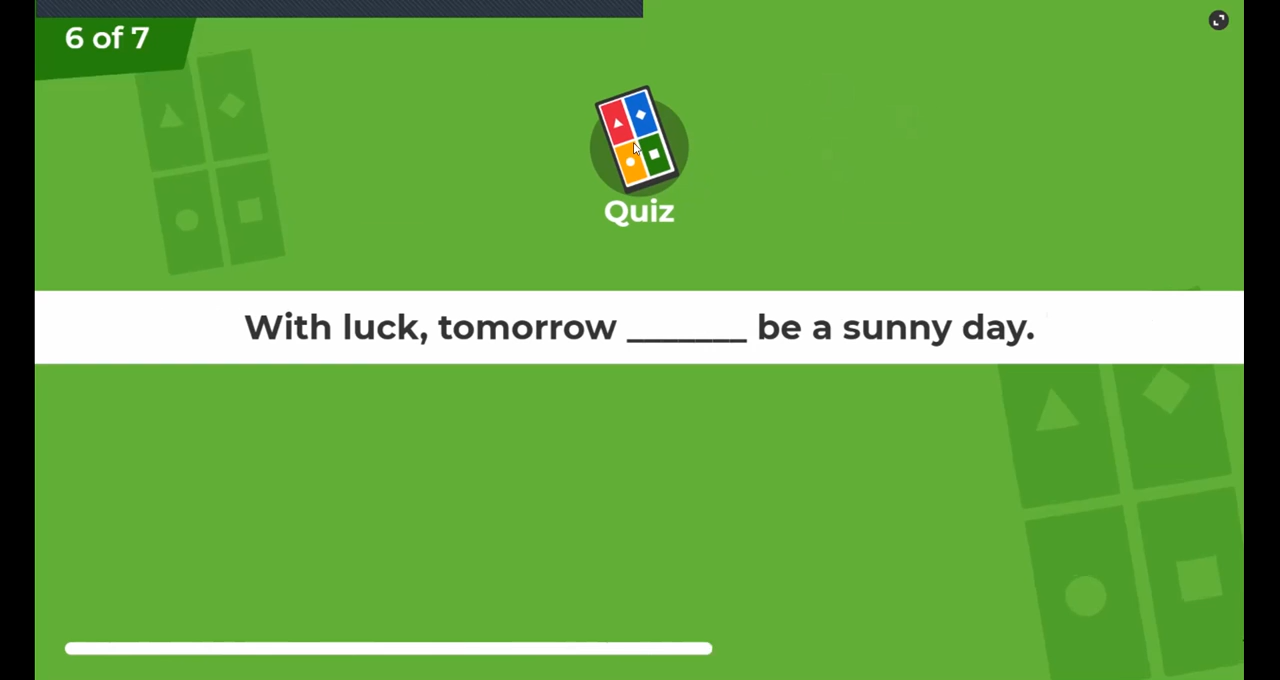 6 of 7
Quiz
With luck, tomorrow _______ be a sunny day.